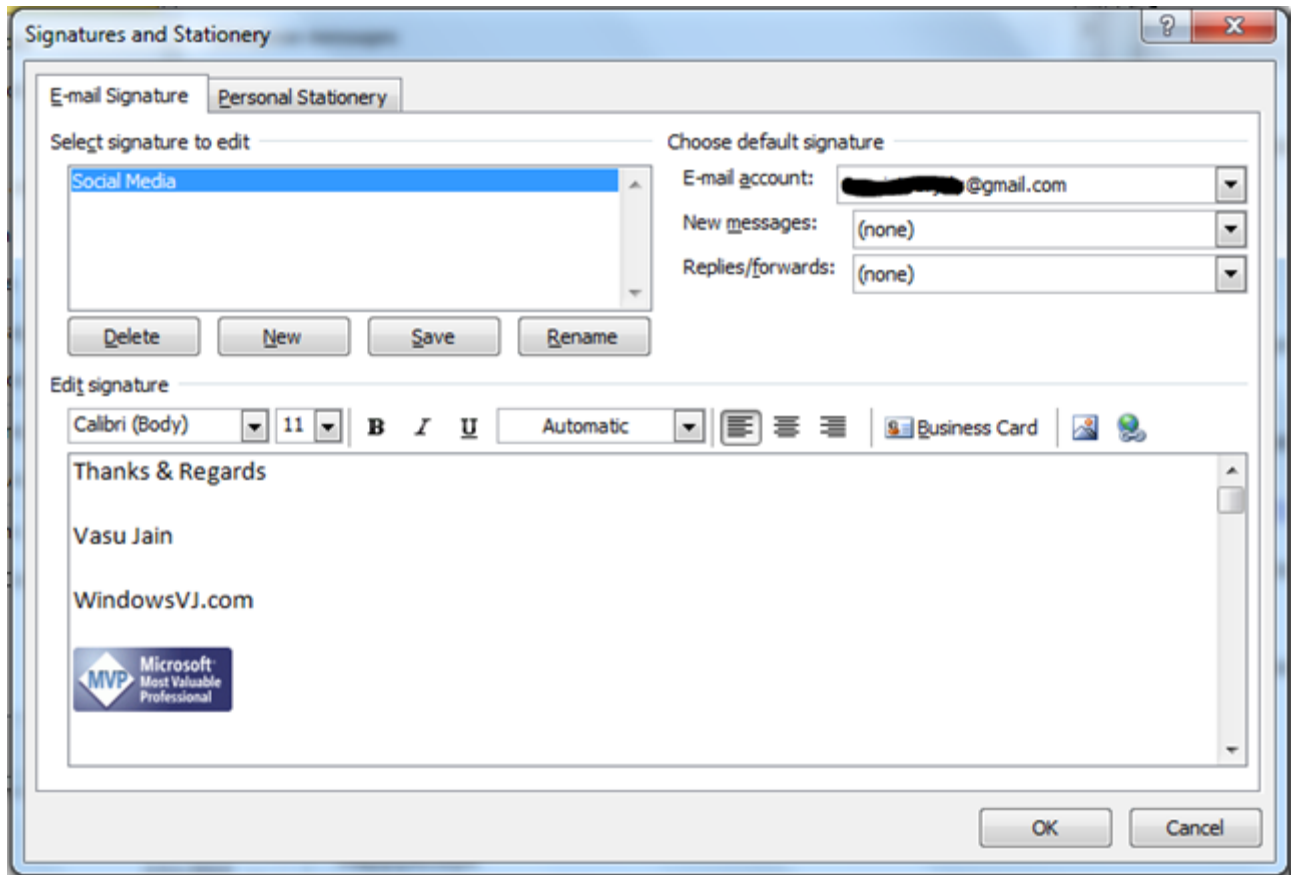 Signatures and Stationery
E-mail Signature
Personal Stationery
Select signature to edit
Social Media
Delete
New
Save
Rename
Choose default signature
E-mail account:
@gmail.com
New messages:
(none)
Replies/forwards:
(none)
Edit signature
Calibri (Body)
11
B
I
U
Automatic
Business Card
Thanks & Regards
Vasu Jain
WindowsVJ.com
MVP
Microsoft
Most Valuable
Professional
OK
Cancel